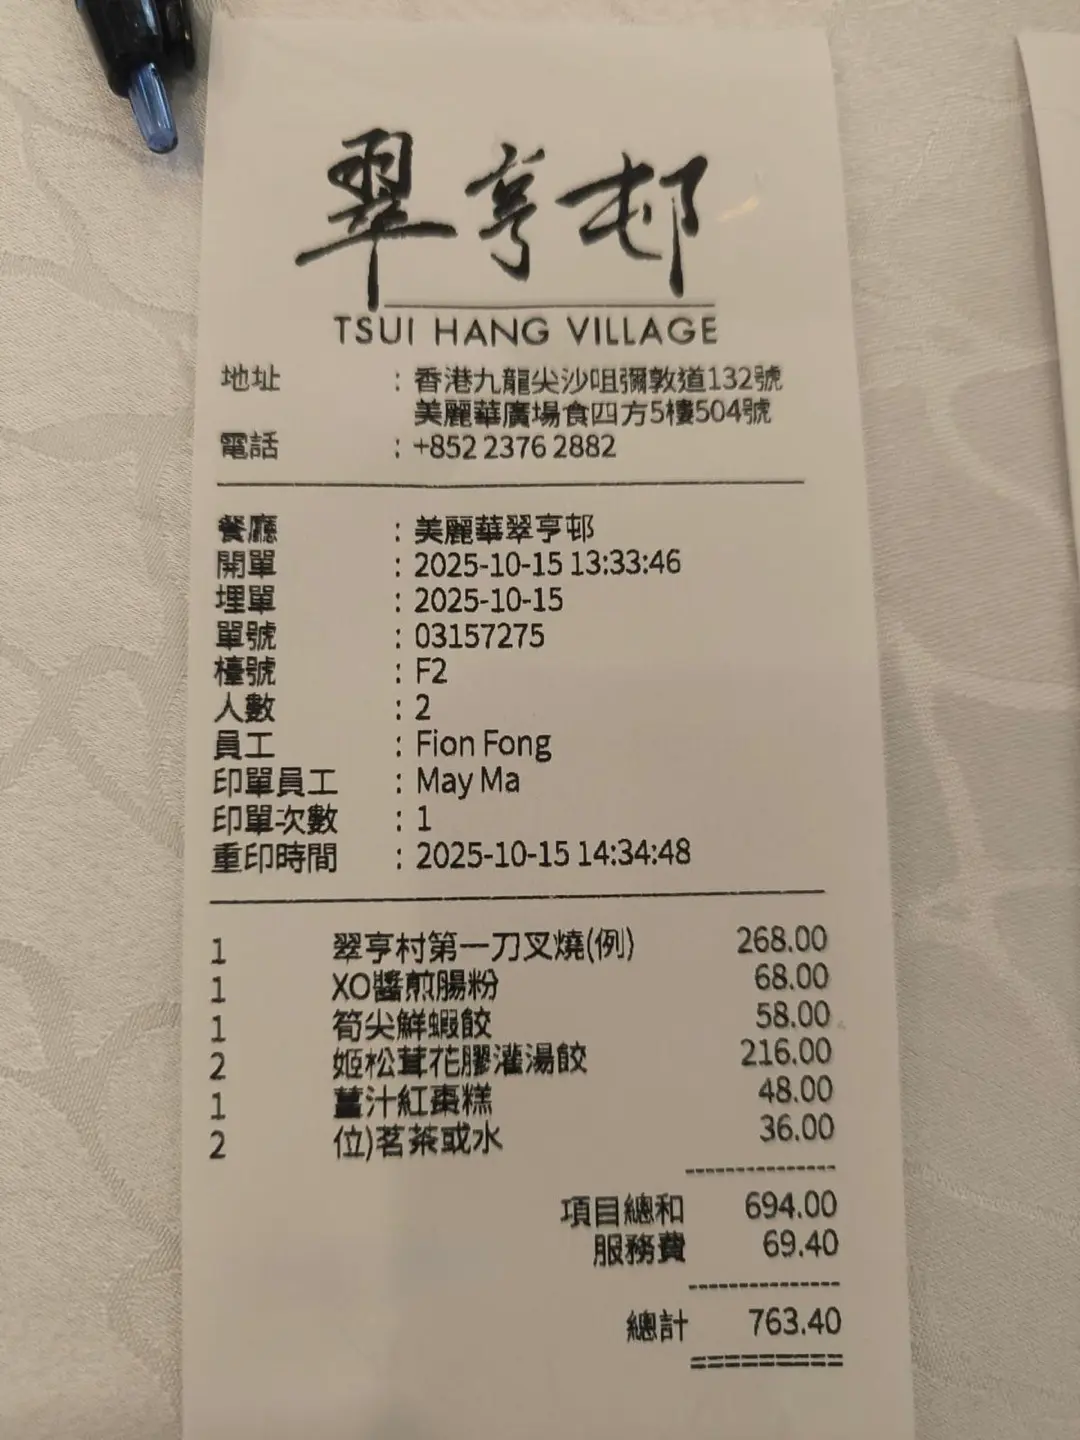 翠亨邨
TSUI HANG VILLAGE
地址 : 香港九龍尖沙咀彌敦道132號
美麗華廣場食四方5樓504號
電話 : +852 2376 2882
餐廳 : 美麗華翠亨邨
開單 : 2025-10-15 13:33:46
埋單 : 2025-10-15
單號 : 03157275
檯號 : F2
人數 : 2
員工 : Fion Fong
印單員工 : May Ma
印單次數 : 1
重印時間 : 2025-10-15 14:34:48
1 翠亨村第一刀叉燒(例) 268.00
1 XO醬煎腸粉 68.00
1 筍尖鮮蝦餃 58.00
2 姬松茸花膠灌湯餃 216.00
1 薑汁紅棗糕 48.00
2 位)茗茶或水 36.00
---------------
項目總和 694.00
服務費 69.40
---------------
總計 763.40
=========